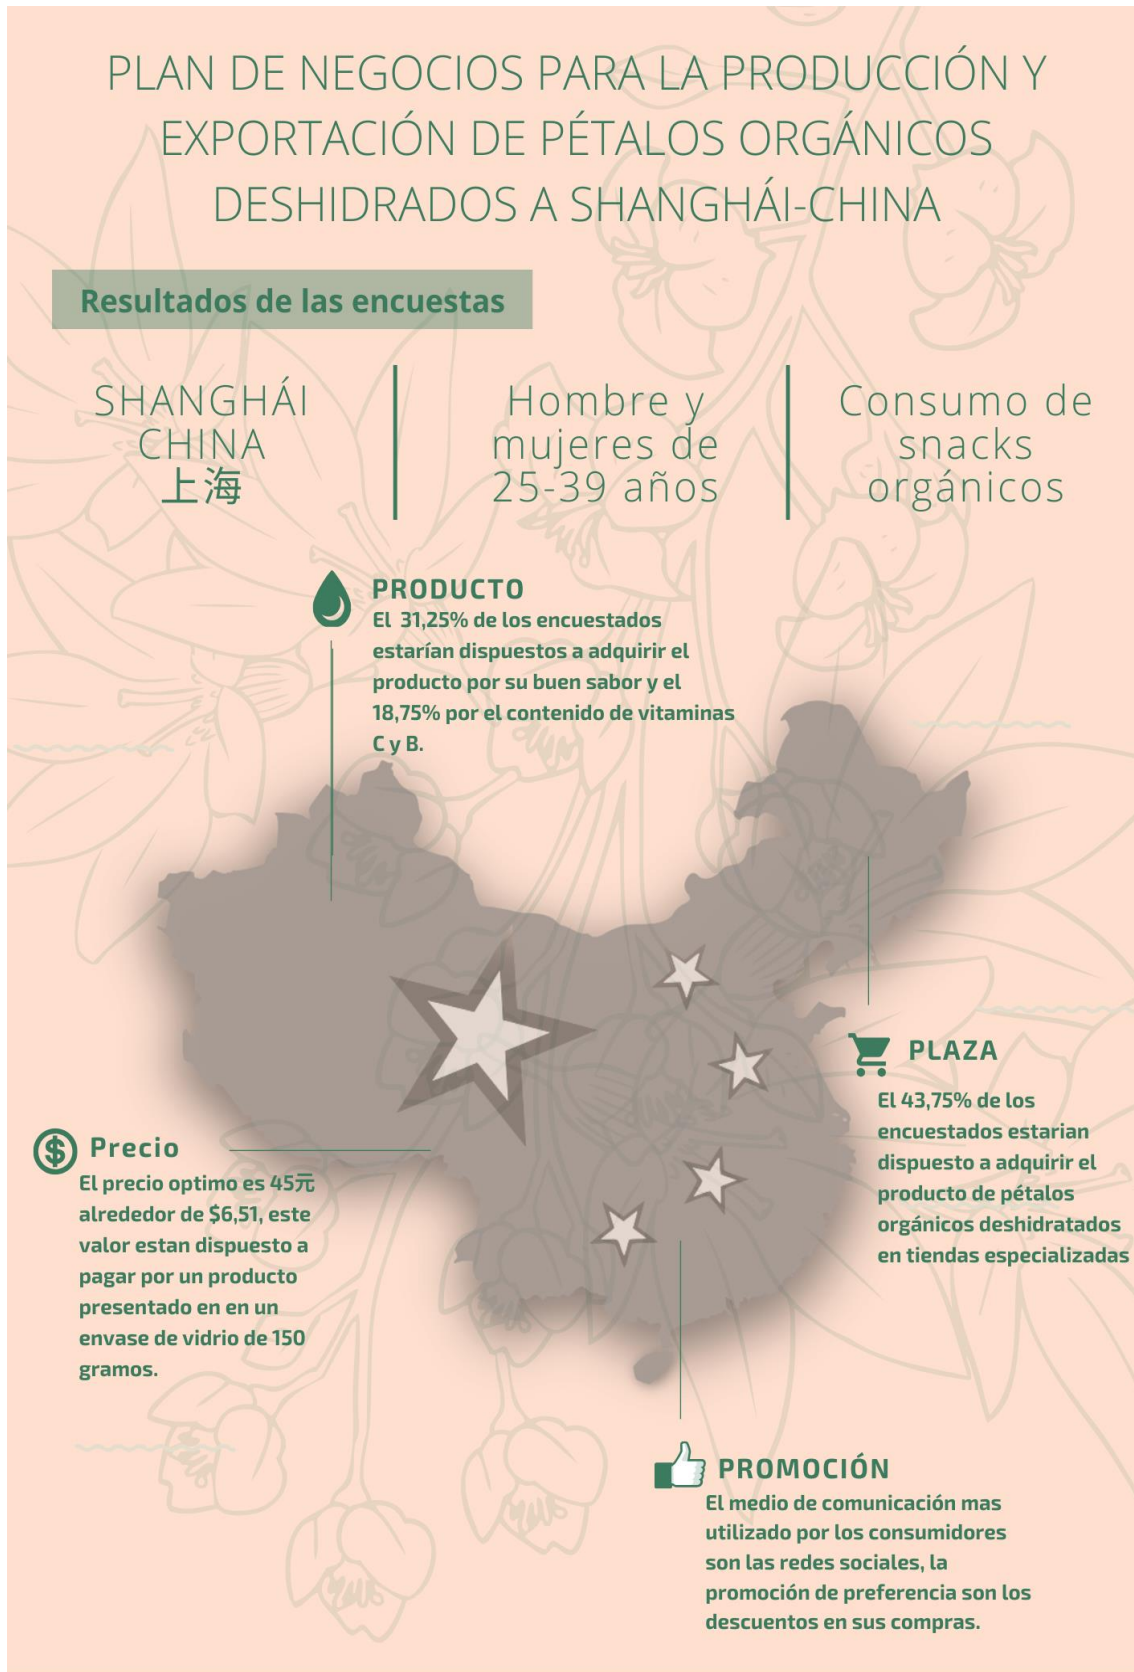 PLAN DE NEGOCIOS PARA LA PRODUCCIÓN Y
EXPORTACIÓN DE PÉTALOS ORGÁNICOS
DESHIDRADOS A SHANGHÁI-CHINA
Resultados de las encuestas
SHANGHÁI
CHINA
上海
Hombre y
mujeres de
25-39 años
Consumo de
snacks
orgánicos
PRODUCTO
El 31,25% de los encuestados
estarían dispuestos a adquirir el
producto por su buen sabor y el
18,75% por el contenido de vitaminas
C y B.
PLAZA
El 43,75% de los
encuestados estarian
dispuesto a adquirir el
producto de pétalos
orgánicos deshidratados
en tiendas especializadas
Precio
El precio optimo es 45元
alrededor de $6,51, este
valor estan dispuesto a
pagar por un producto
presentado en en un
envase de vidrio de 150
gramos.
PROMOCIÓN
El medio de comunicación mas
utilizado por los consumidores
son las redes sociales, la
promoción de preferencia son los
descuentos en sus compras.